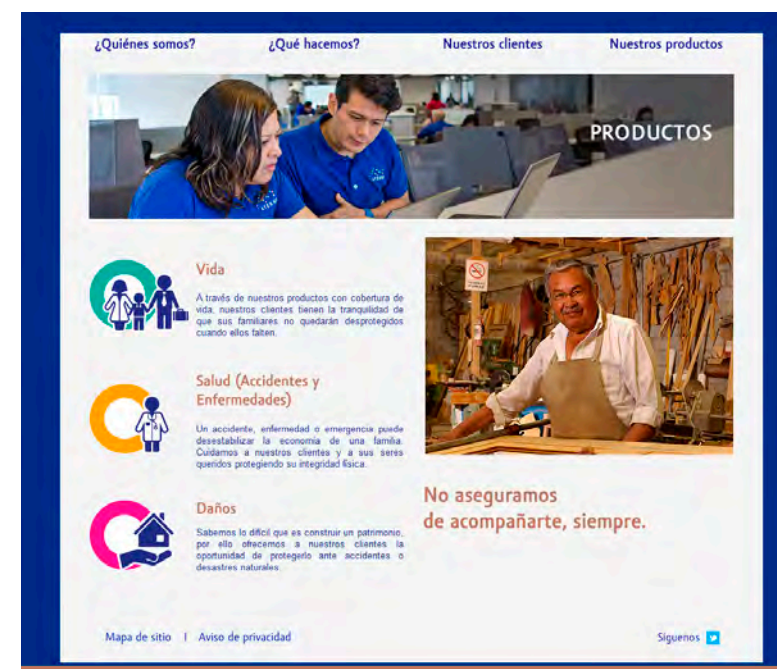 ¿Quiénes somos? ¿Qué hacemos? Nuestros clientes Nuestros productos
PRODUCTOS
Vida
A través de nuestros productos con cobertura de
vida, nuestros clientes tienen la tranquilidad de
que sus familiares no quedarán desprotegidos
cuando ellos falten.
Salud (Accidentes y
Enfermedades)
Un accidente, enfermedad o emergencia puede
desestabilizar la economía de una familia.
Cuidamos a nuestros clientes y a sus seres
queridos protegiendo su integridad física.
Daños
Sabemos lo difícil que es construir un patrimonio,
por ello ofrecemos a nuestros clientes la
oportunidad de protegerlo ante accidentes o
desastres naturales.
No aseguramos
de acompañarte, siempre.
Mapa de sitio | Aviso de privacidad
Síguenos